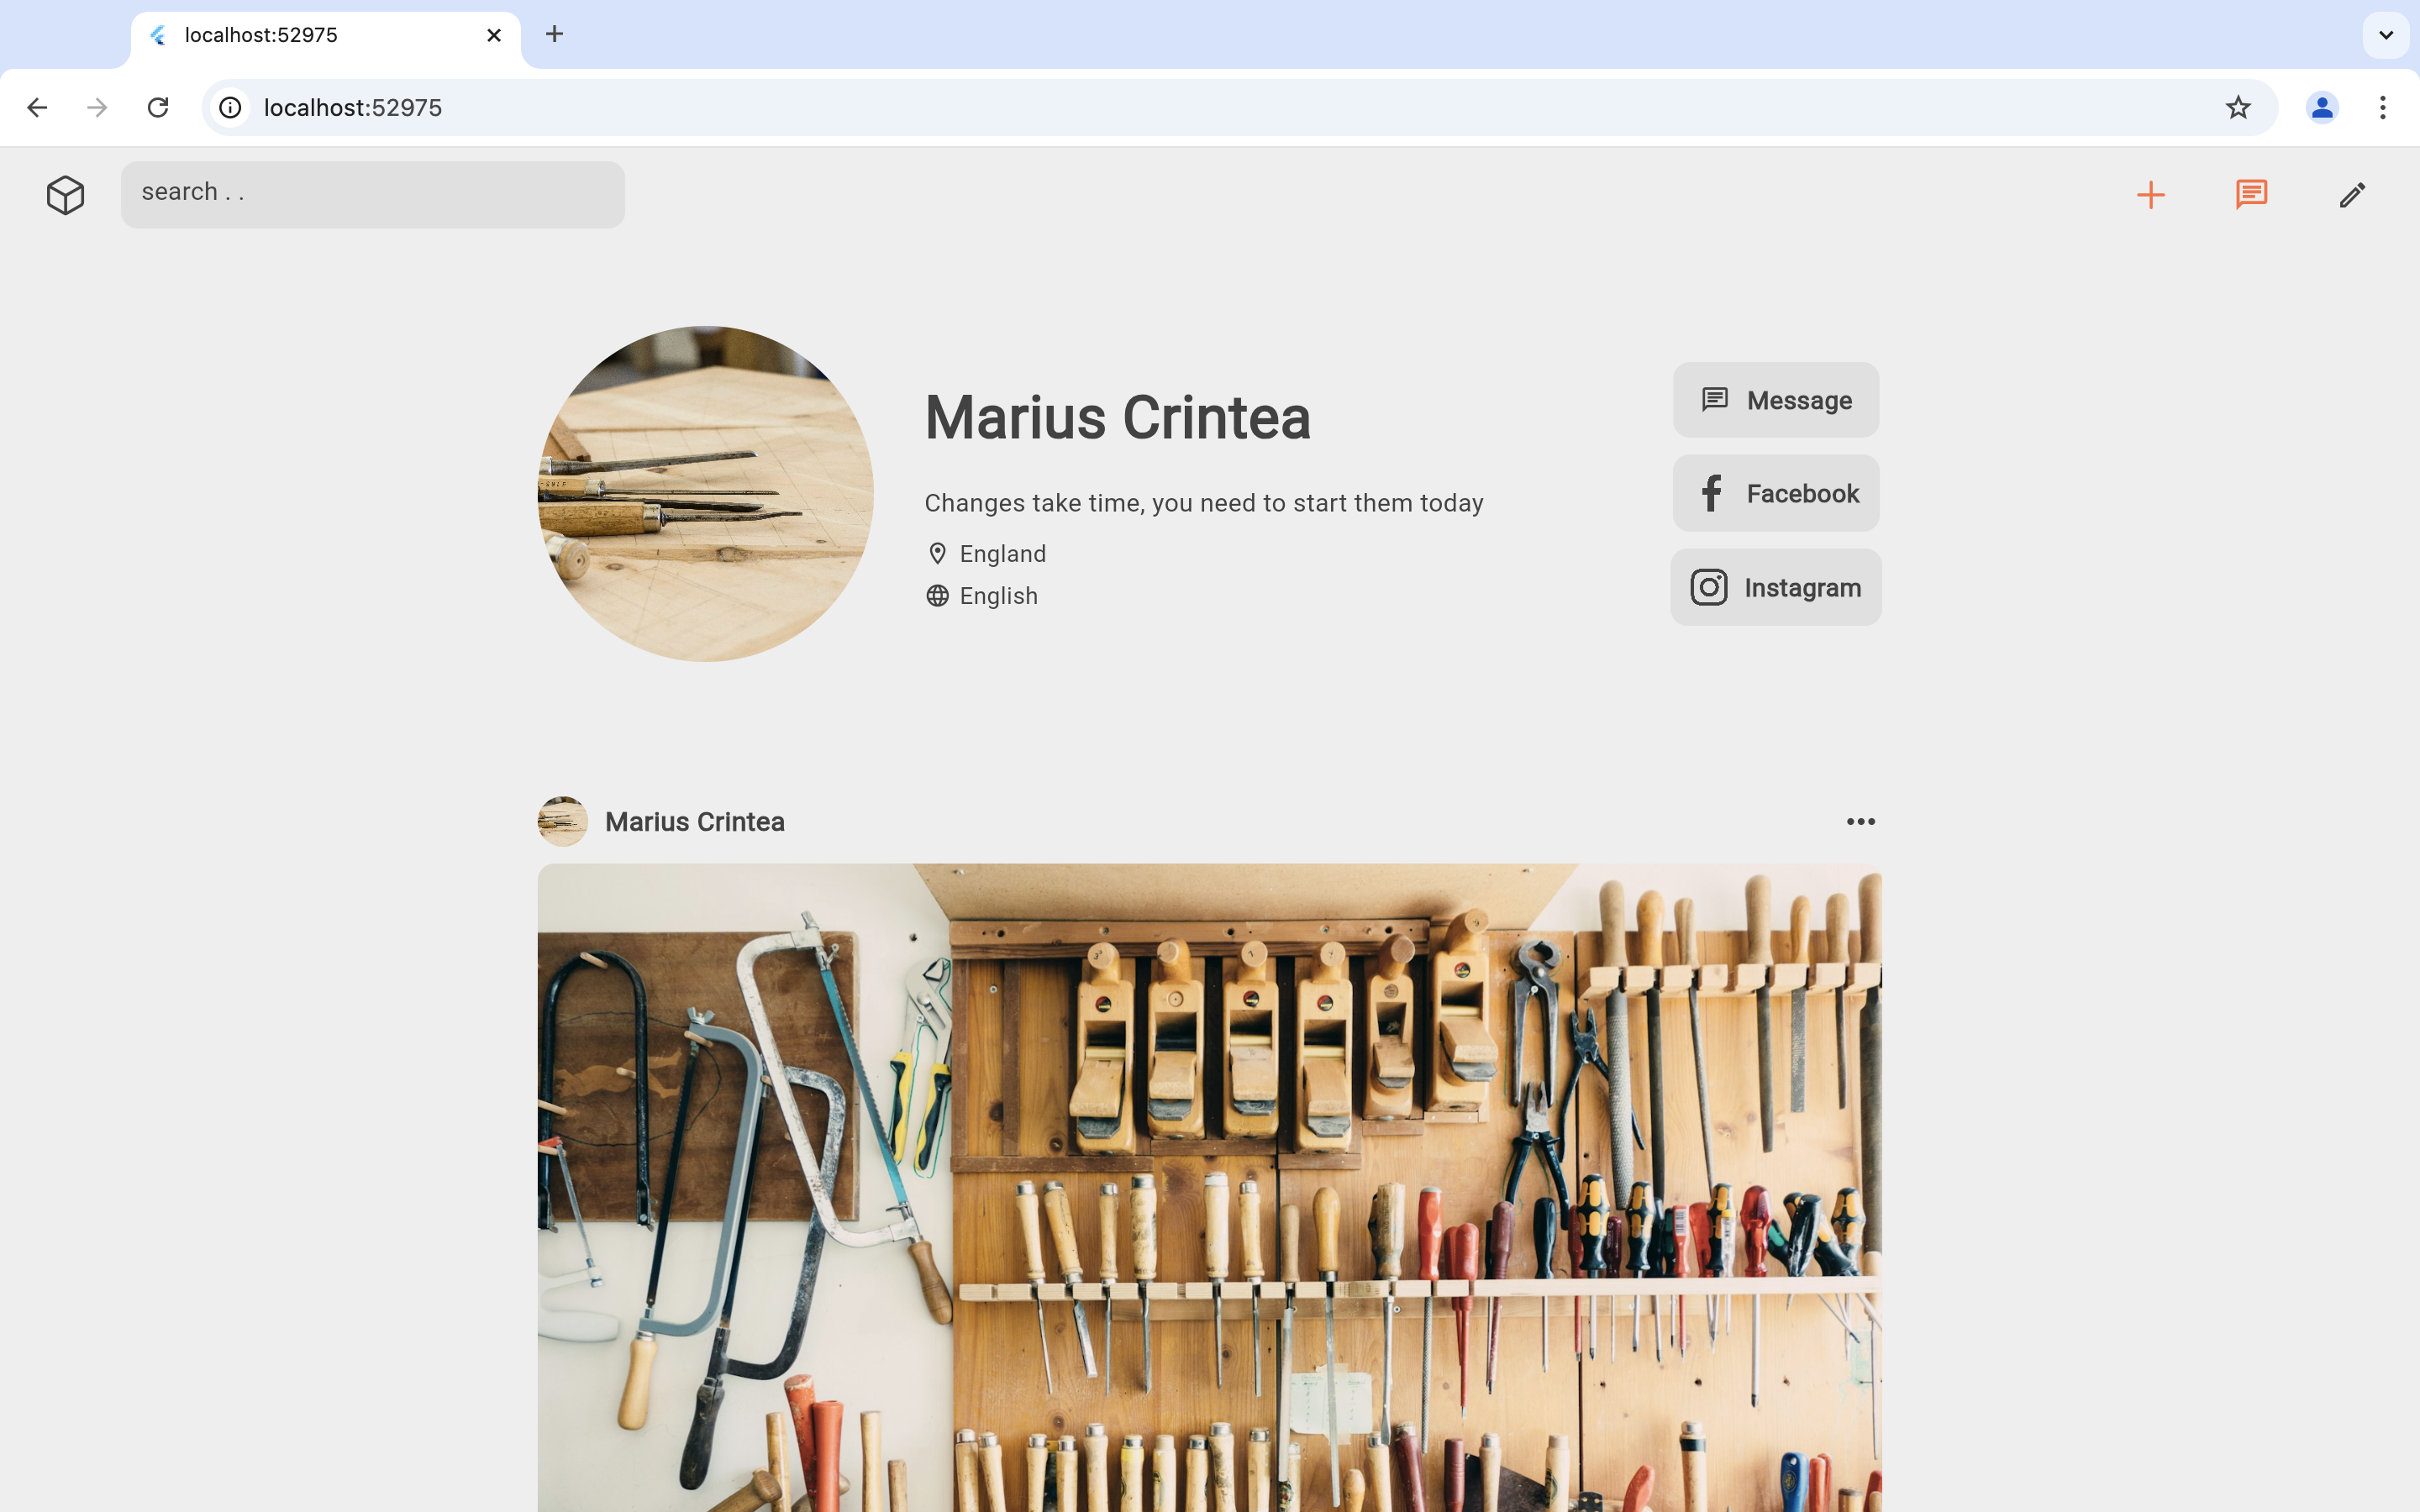 localhost:52975
localhost:52975
search . .
Marius Crintea
Changes take time, you need to start them today
England
English
Message
Facebook
Instagram
Marius Crintea